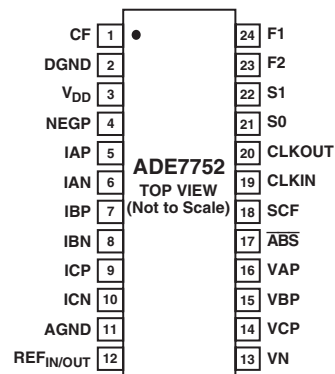 CF 1 24 F1
DGND 2 23 F2
VDD 3 22 S1
NEGP 4 21 S0
IAP 5 20 CLKOUT
ADE7752
IAN 6 TOP VIEW 19 CLKIN
IBP 7 (Not to Scale) 18 SCF
IBN 8 17 A̅B̅S̅
ICP 9 16 VAP
ICN 10 15 VBP
AGND 11 14 VCP
REFIN/OUT 12 13 VN